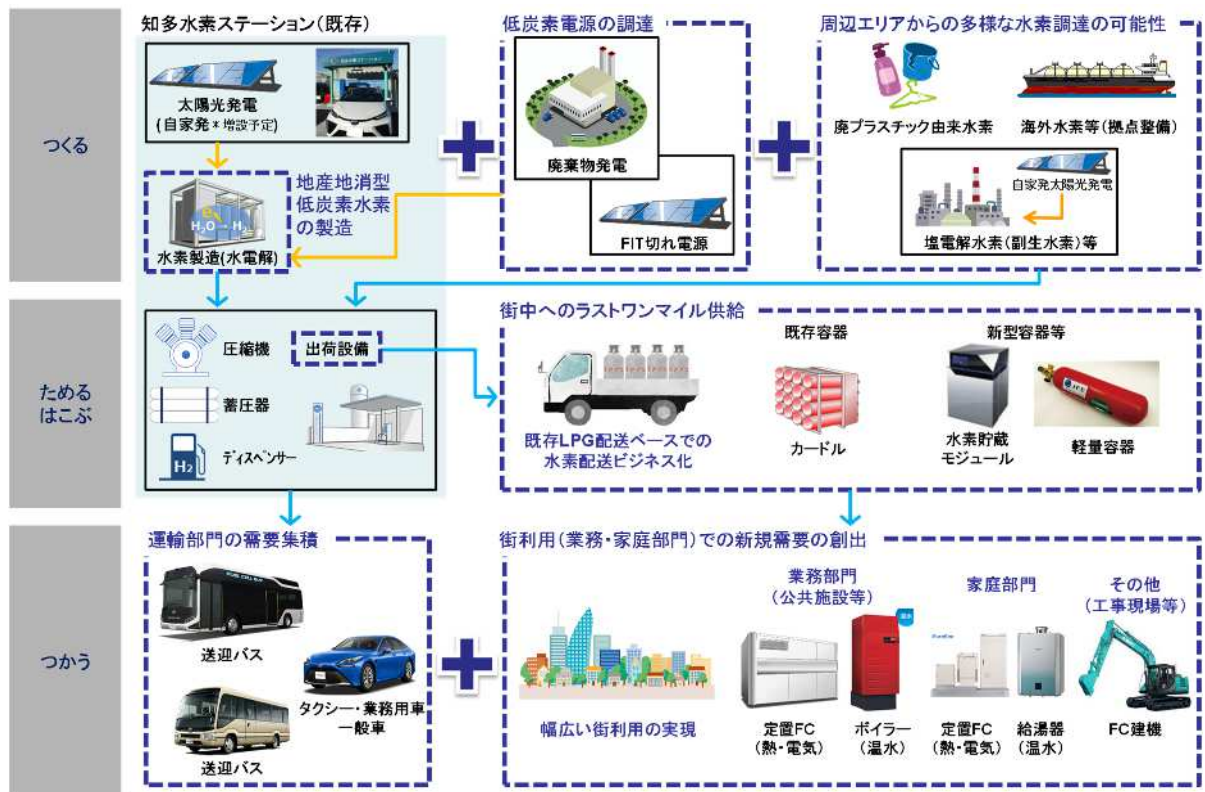 つくる
知多水素ステーション(既存)
太陽光発電
(自家発*増設予定)
地産地消型
低炭素水素
の製造
e
H₂O→H₂
水素製造(水電解)
低炭素電源の調達
廃棄物発電
FIT切れ電源
周辺エリアからの多様な水素調達の可能性
廃プラスチック由来水素
海外水素等(拠点整備)
自家発太陽光発電
塩電解水素(副生水素)等
ためる
はこぶ
圧縮機
出荷設備
蓄圧器
H2
ディスペンサー
街中へのラストワンマイル供給
既存LPG配送ベースでの
水素配送ビジネス化
既存容器
カードル
新型容器等
水素貯蔵
モジュール
軽量容器
つかう
運輸部門の需要集積
送迎バス
タクシー・業務用車
一般車
送迎バス
街利用(業務・家庭部門)での新規需要の創出
幅広い街利用の実現
業務部門
(公共施設等)
定置FC
(熱・電気)
ボイラー
(温水)
家庭部門
定置FC
(熱・電気)
給湯器
(温水)
その他
(工事現場等)
FC建機